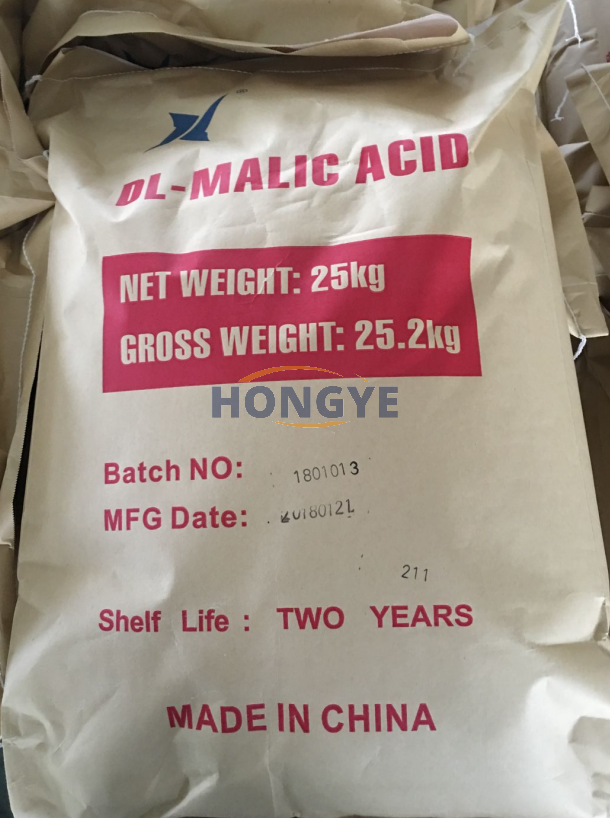 ®
DL-MALIC ACID
NET WEIGHT: 25kg
GROSS WEIGHT: 25.2kg
HONGYE
Batch NO: 1801013
MFG Date: 20180121
211
Shelf Life: TWO YEARS
MADE IN CHINA